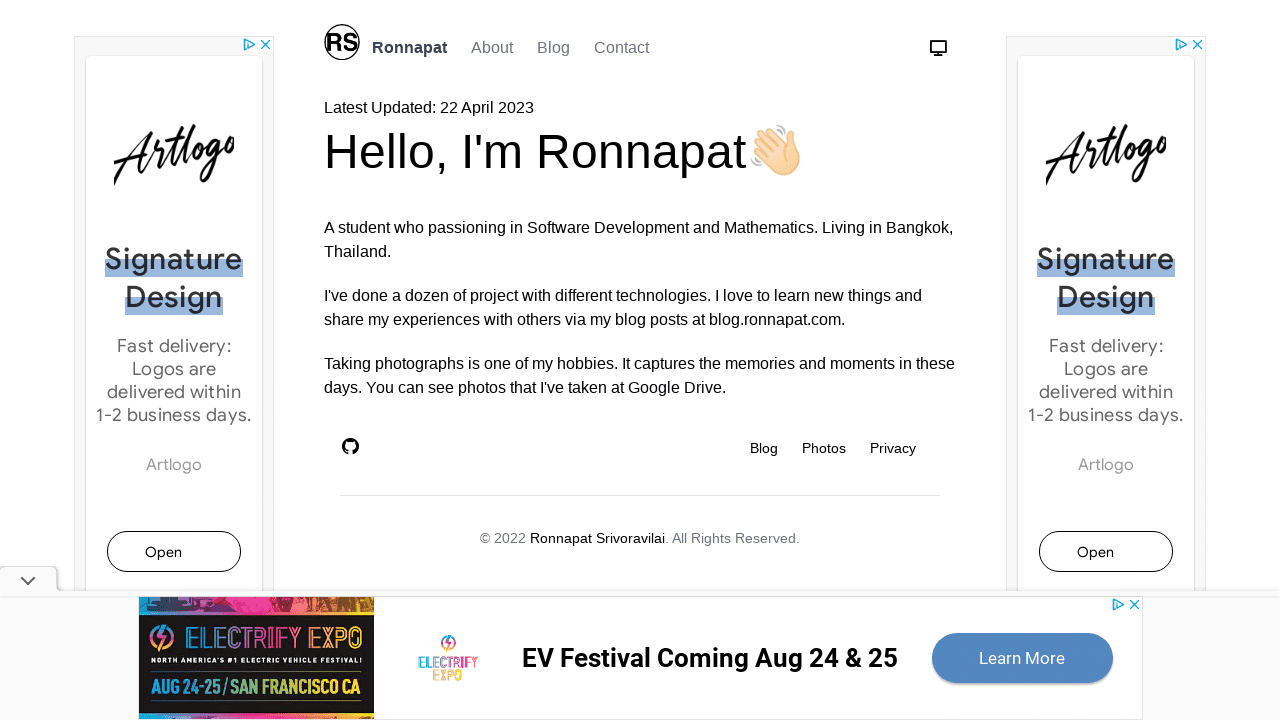 RS
Ronnapat
About
Blog
Contact
Latest Updated: 22 April 2023
Hello, I'm Ronnapat👋🏻
A student who passioning in Software Development and Mathematics. Living in Bangkok,
Thailand.
I've done a dozen of project with different technologies. I love to learn new things and
share my experiences with others via my blog posts at blog.ronnapat.com.
Taking photographs is one of my hobbies. It captures the memories and moments in these
days. You can see photos that I've taken at Google Drive.
Blog
Photos
Privacy
© 2022 Ronnapat Srivoravilai. All Rights Reserved.
Artlogo
Signature
Design
Fast delivery:
Logos are
delivered within
1-2 business days.
Artlogo
Open
Artlogo
Signature
Design
Fast delivery:
Logos are
delivered within
1-2 business days.
Artlogo
Open
ELECTRIFY EXPO
NORTH AMERICA'S #1 ELECTRIC VEHICLE FESTIVAL!
AUG 24-25/SAN FRANCISCO CA
ELECTRIFY
EXPO
EV Festival Coming Aug 24 & 25
Learn More